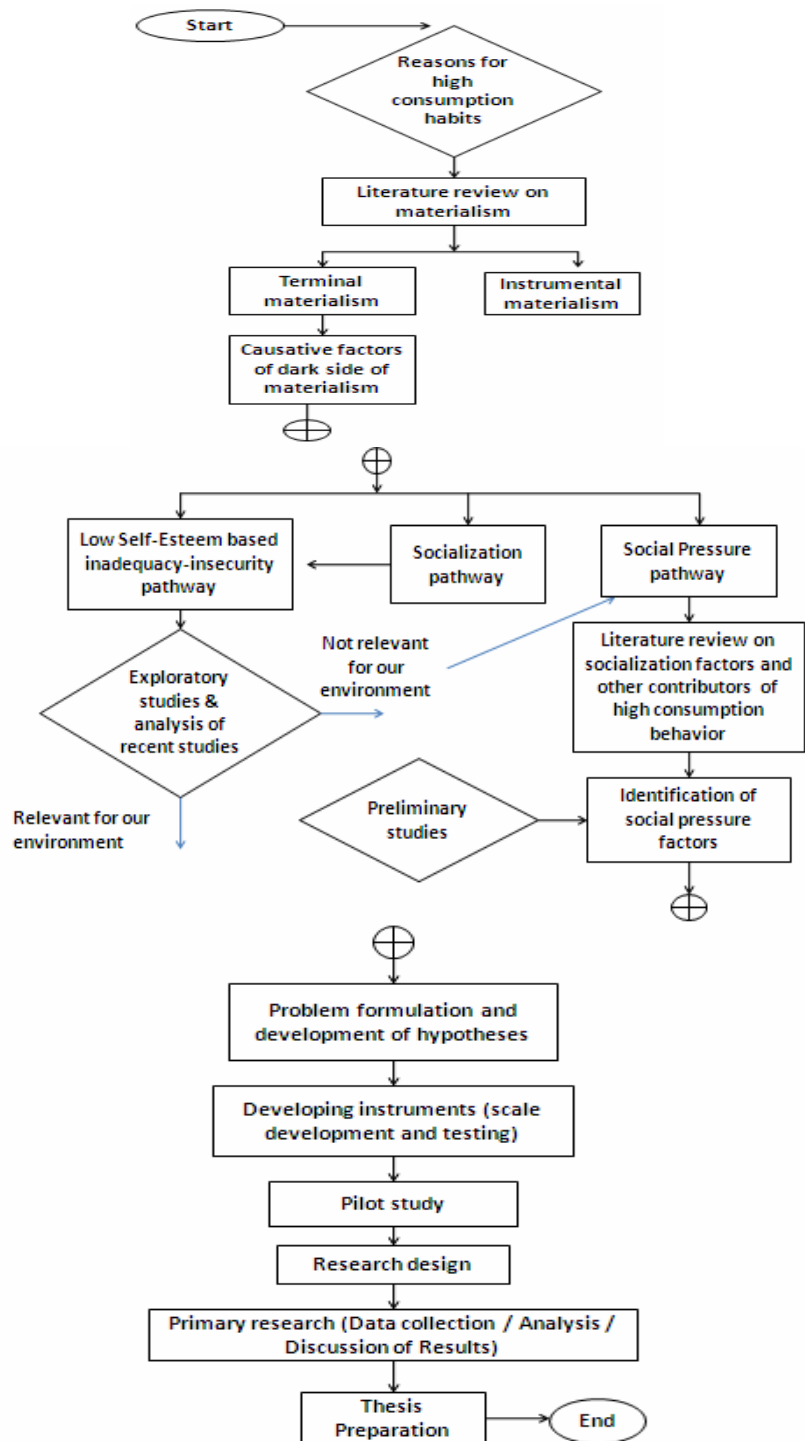 Start
Reasons for
high
consumption
habits
Literature review on
materialism
Terminal
materialism
Instrumental
materialism
Causative factors
of dark side of
materialism
Low Self-Esteem based
inadequacy-insecurity
pathway
Socialization
pathway
Social Pressure
pathway
Exploratory
studies &
analysis of
recent studies
Not relevant
for our
environment
Literature review on
socialization factors and
other contributors of
high consumption
behavior
Relevant for our
environment
Preliminary
studies
Identification of
social pressure
factors
Problem formulation and
development of hypotheses
Developing instruments (scale
development and testing)
Pilot study
Research design
Primary research (Data collection / Analysis /
Discussion of Results)
Thesis
Preparation
End